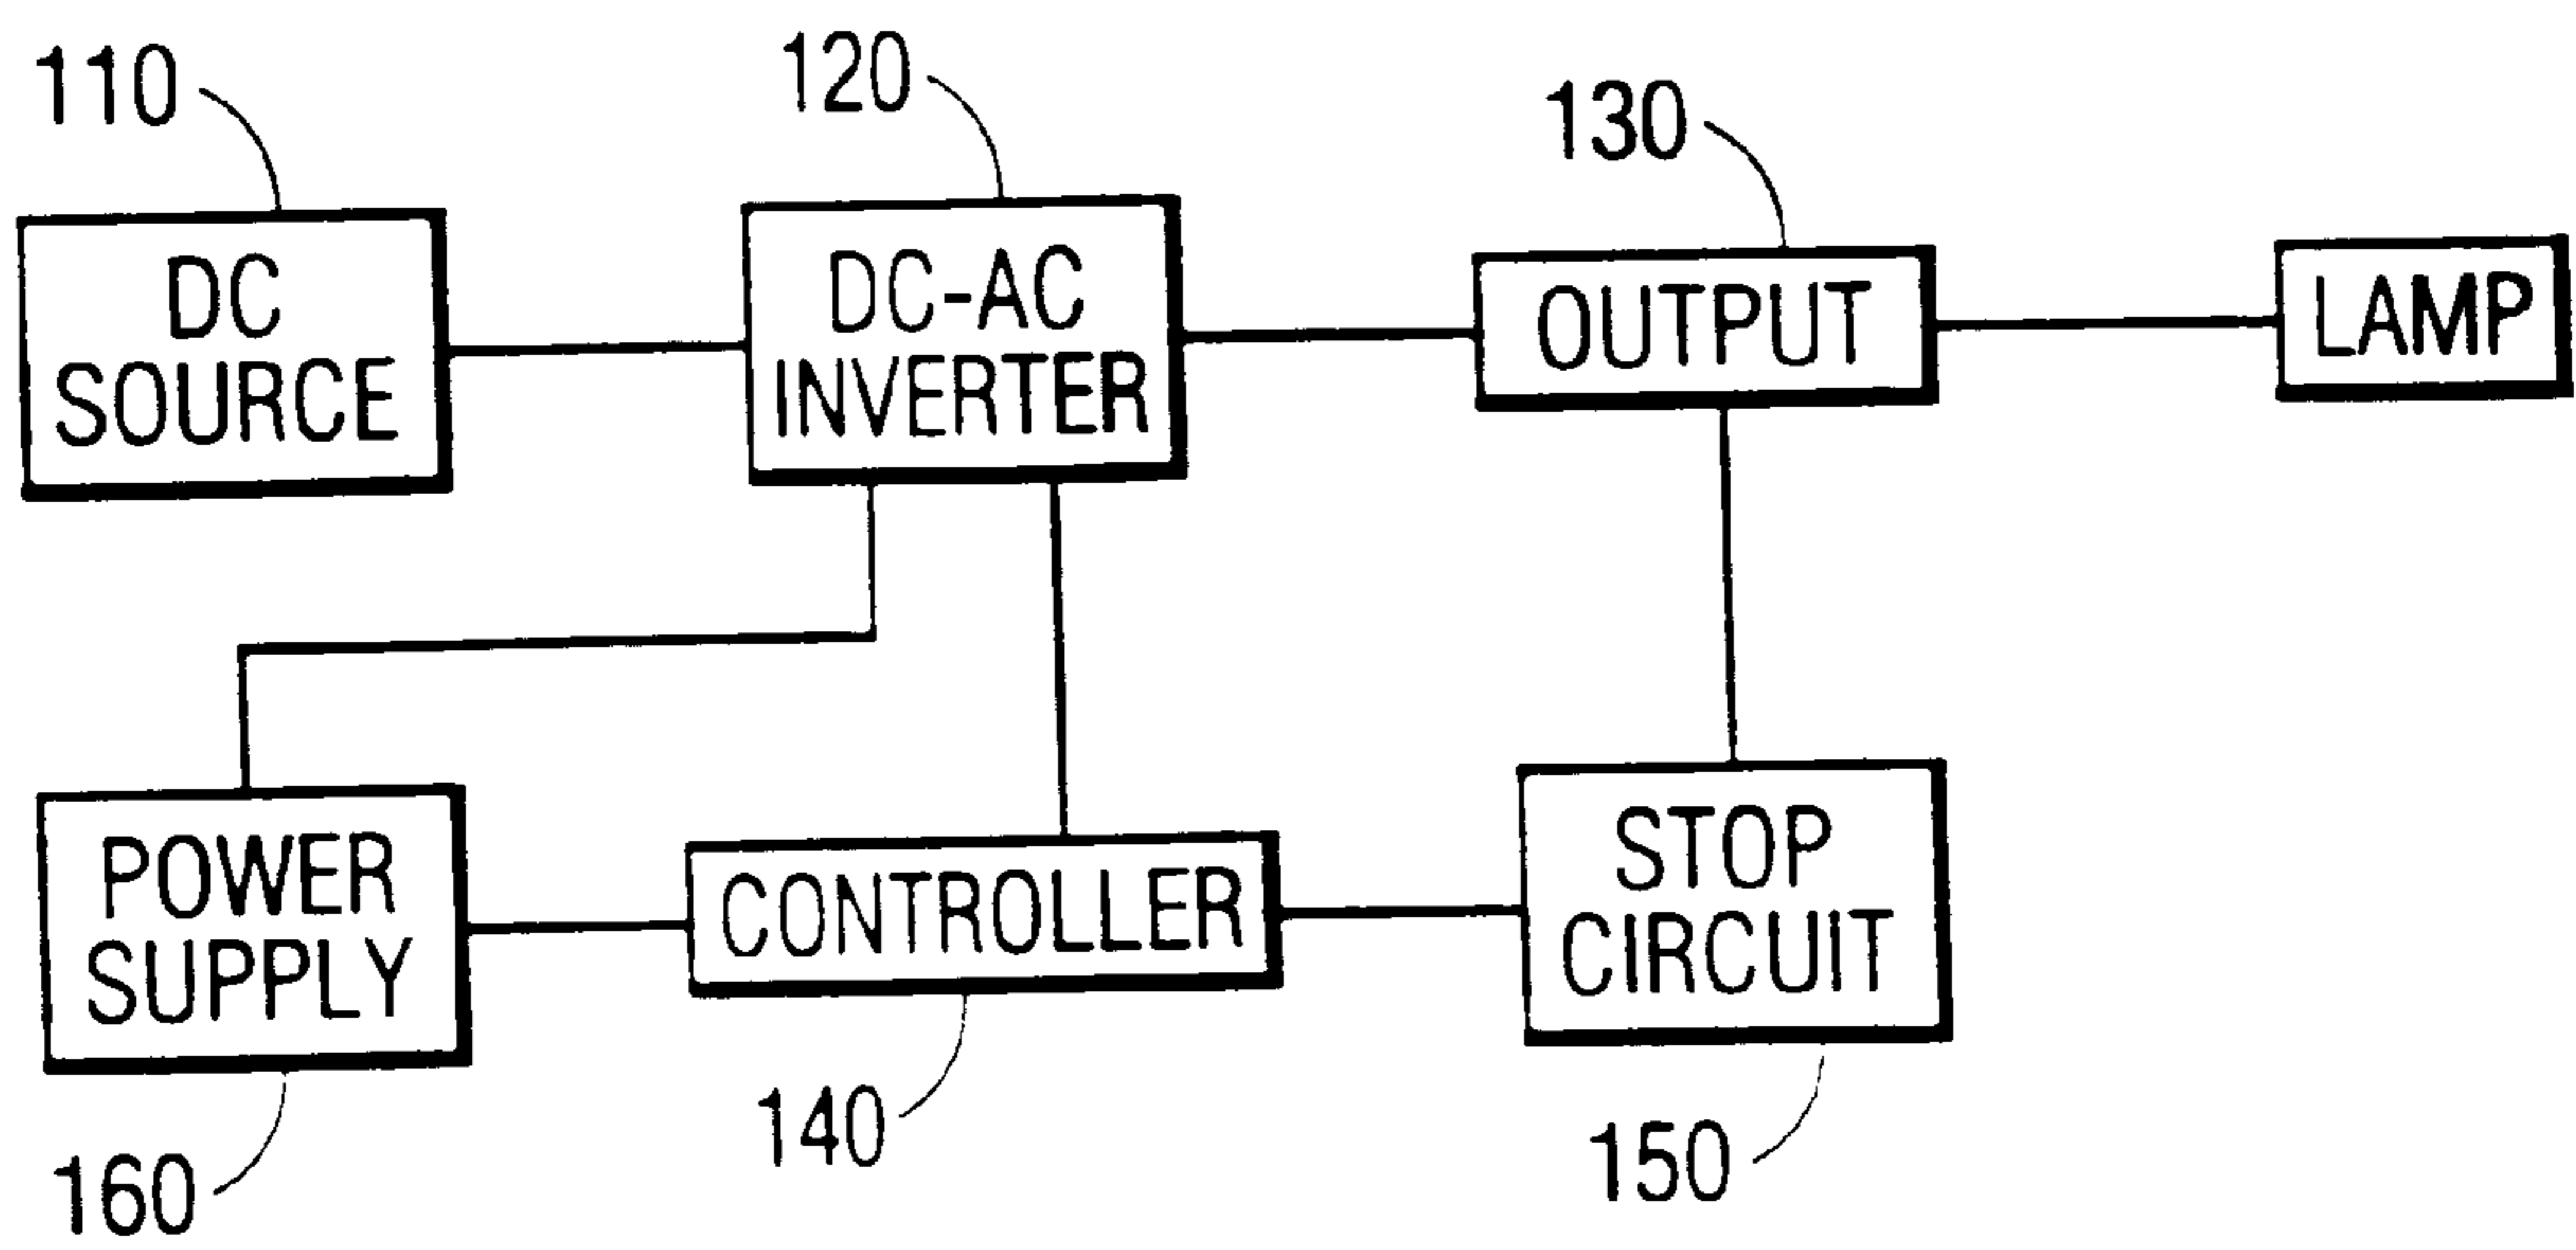 110
120
130
DC
SOURCE
DC-AC
INVERTER
OUTPUT
LAMP
POWER
SUPPLY
CONTROLLER
STOP
CIRCUIT
160
140
150